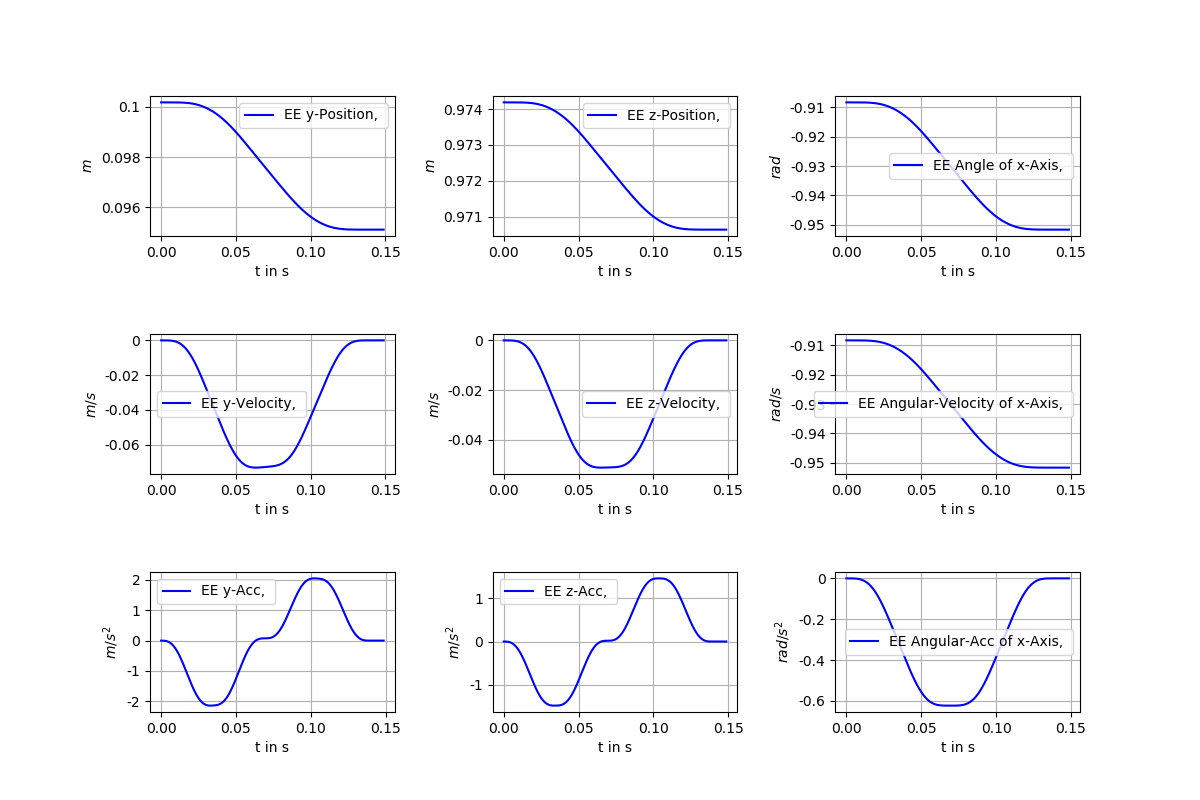 0.1
0.098
0.096
m
EE y-Position,
0.00 0.05 0.10 0.15
t in s
0.974
0.973
0.972
0.971
m
EE z-Position,
0.00 0.05 0.10 0.15
t in s
-0.91
-0.92
-0.93
-0.94
-0.95
rad
EE Angle of x-Axis,
0.00 0.05 0.10 0.15
t in s
0
-0.02
-0.04
-0.06
m/s
EE y-Velocity,
0.00 0.05 0.10 0.15
t in s
0
-0.02
-0.04
m/s
EE z-Velocity,
0.00 0.05 0.10 0.15
t in s
-0.91
-0.92
-0.93
-0.94
-0.95
rad/s
EE Angular-Velocity of x-Axis,
0.00 0.05 0.10 0.15
t in s
2
1
0
-1
-2
m/s²
EE y-Acc,
0.00 0.05 0.10 0.15
t in s
1
0
-1
m/s²
EE z-Acc,
0.00 0.05 0.10 0.15
t in s
0
-0.2
-0.4
-0.6
rad/s²
EE Angular-Acc of x-Axis,
0.00 0.05 0.10 0.15
t in s